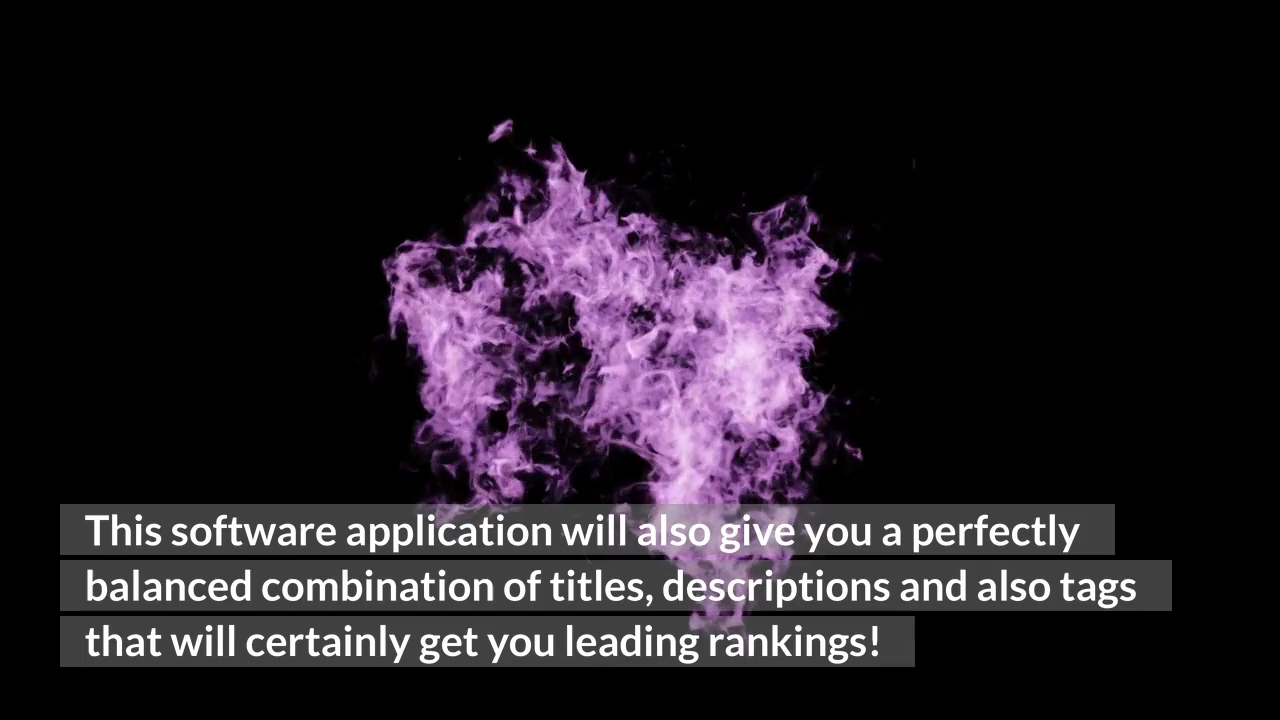 This software application will also give you a perfectly
balanced combination of titles, descriptions and also tags
that will certainly get you leading rankings!